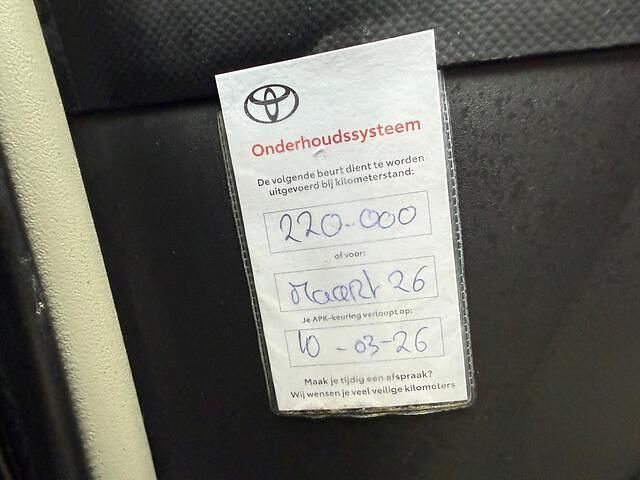 Onderhoudssysteem
De volgende beurt dient te worden
uitgevoerd bij kilometerstand:
220-000
of voor:
Maart 26
Je APK-keuring verloopt op:
10-03-26
Maak je tijdig een afspraak?
Wij wensen je veel veilige kilometers